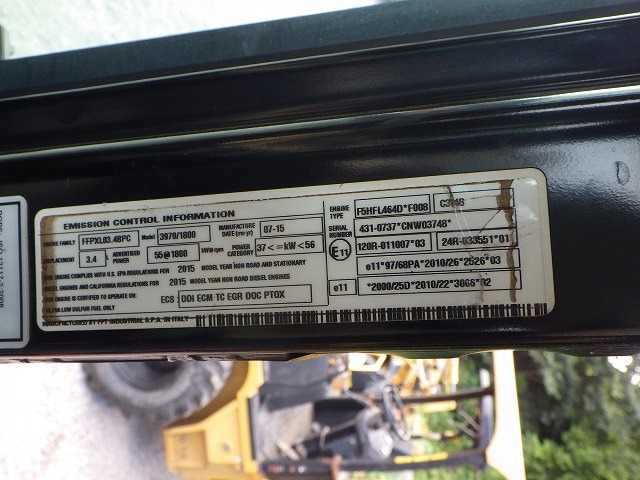 EMISSION CONTROL INFORMATION
ENGINE FAMILY FFPXL03.4BPC Model 3970/1800 MANUFACTURE DATE (m-yr) 07-15
DISPLACEMENT 3.4 L ADVERTISED POWER 55@1800 kW@rpm POWER CATEGORY 37<=kW<56
THIS ENGINE COMPLIES WITH U.S. EPA REGULATIONS FOR 2015 MODEL YEAR NON ROAD AND STATIONARY
DIESEL ENGINES AND CALIFORNIA REGULATIONS FOR 2015 MODEL YEAR NON ROAD DIESEL ENGINES
THIS ENGINE IS CERTIFIED TO OPERATE ON:
ULTRA LOW SULFUR FUEL ONLY
ECS : DDI ECM TC EGR DOC PTOX
MANUFACTURED BY FPT INDUSTRIAL S.P.A. IN ITALY
ENGINE TYPE F5HFL464D*F008
SERIAL NUMBER 431-0737*CNW03748*
E11 120R-011007*03 24R-033551*01
e11*97/68PA*2010/26*2626*03
e11 *2000/25D*2010/22*3066*02